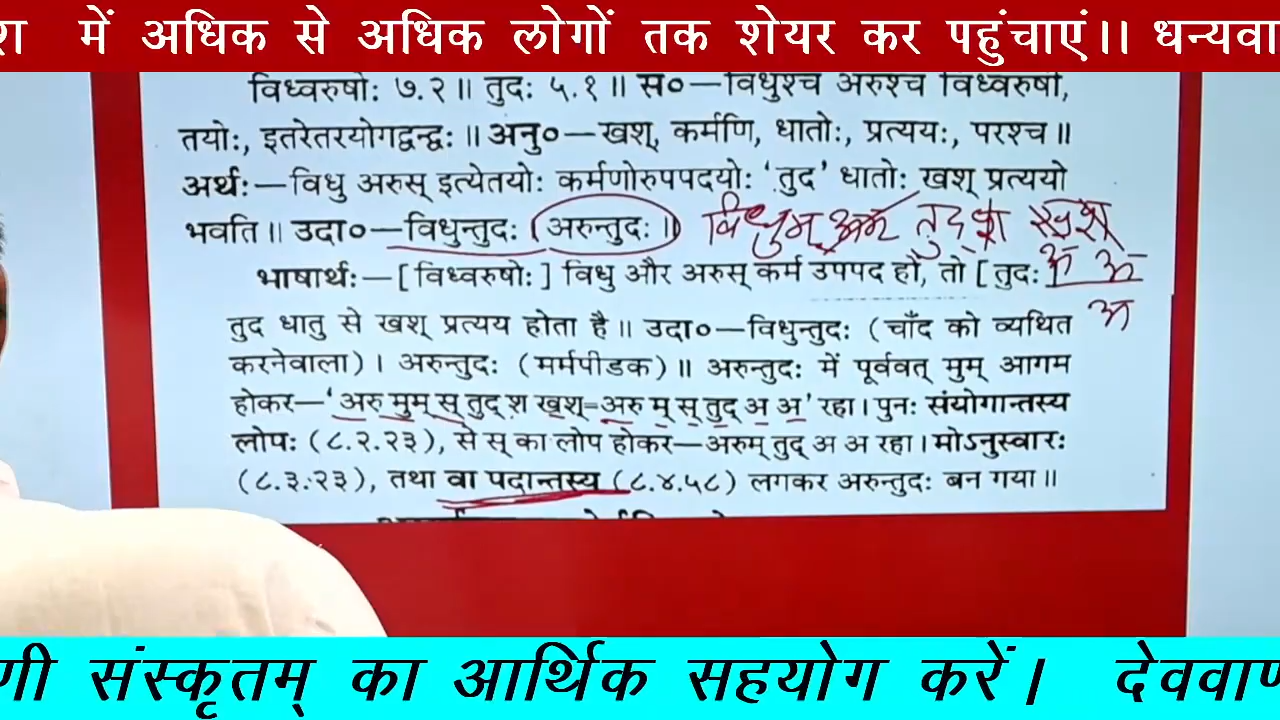 में अधिक से अधिक लोगों तक शेयर कर पहुंचाएं।। धन्यवा
विध्वरुषोः ७.२॥ तुदः ५.१॥ स०—विधुश्च अरुश्च विध्वरुषी,
तयोः, इतरेतरयोगद्वन्द्वः॥ अनु०—खश्, कर्मणि, धातोः, प्रत्ययः, परश्च॥
अर्थः—विधु अरुस् इत्येतयोः कर्मणोरुपपदयोः ‘तुद’ धातोः खश् प्रत्ययो
भवति॥ उदा०—विधुन्तुदः। अरुन्तुदः॥ विधुम् अम् तुद् श खश्
अ अ
भाषार्थः—[विध्वरुषोः] विधु और अरुस् कर्म उपपद हों, तो [तुदः]
अ
तुद धातु से खश् प्रत्यय होता है॥ उदा०—विधुन्तुदः (चाँद को व्यथित
करनेवाला)। अरुन्तुदः (मर्मपीडक)॥ अरुन्तुदः में पूर्ववत् मुम् आगम
होकर—‘अरु मुम् स् तुद् श खश्=अरु म् स् तुद् अ अ’ रहा। पुनः संयोगान्तस्य
लोपः (८.२.२३), से स् का लोप होकर—अरुम् तुद् अ अ रहा। मोऽनुस्वारः
(८.३.२३), तथा वा पदान्तस्य (८.४.५८) लगकर अरुन्तुदः बन गया॥
णी संस्कृतम् का आर्थिक सहयोग करें। देववाण